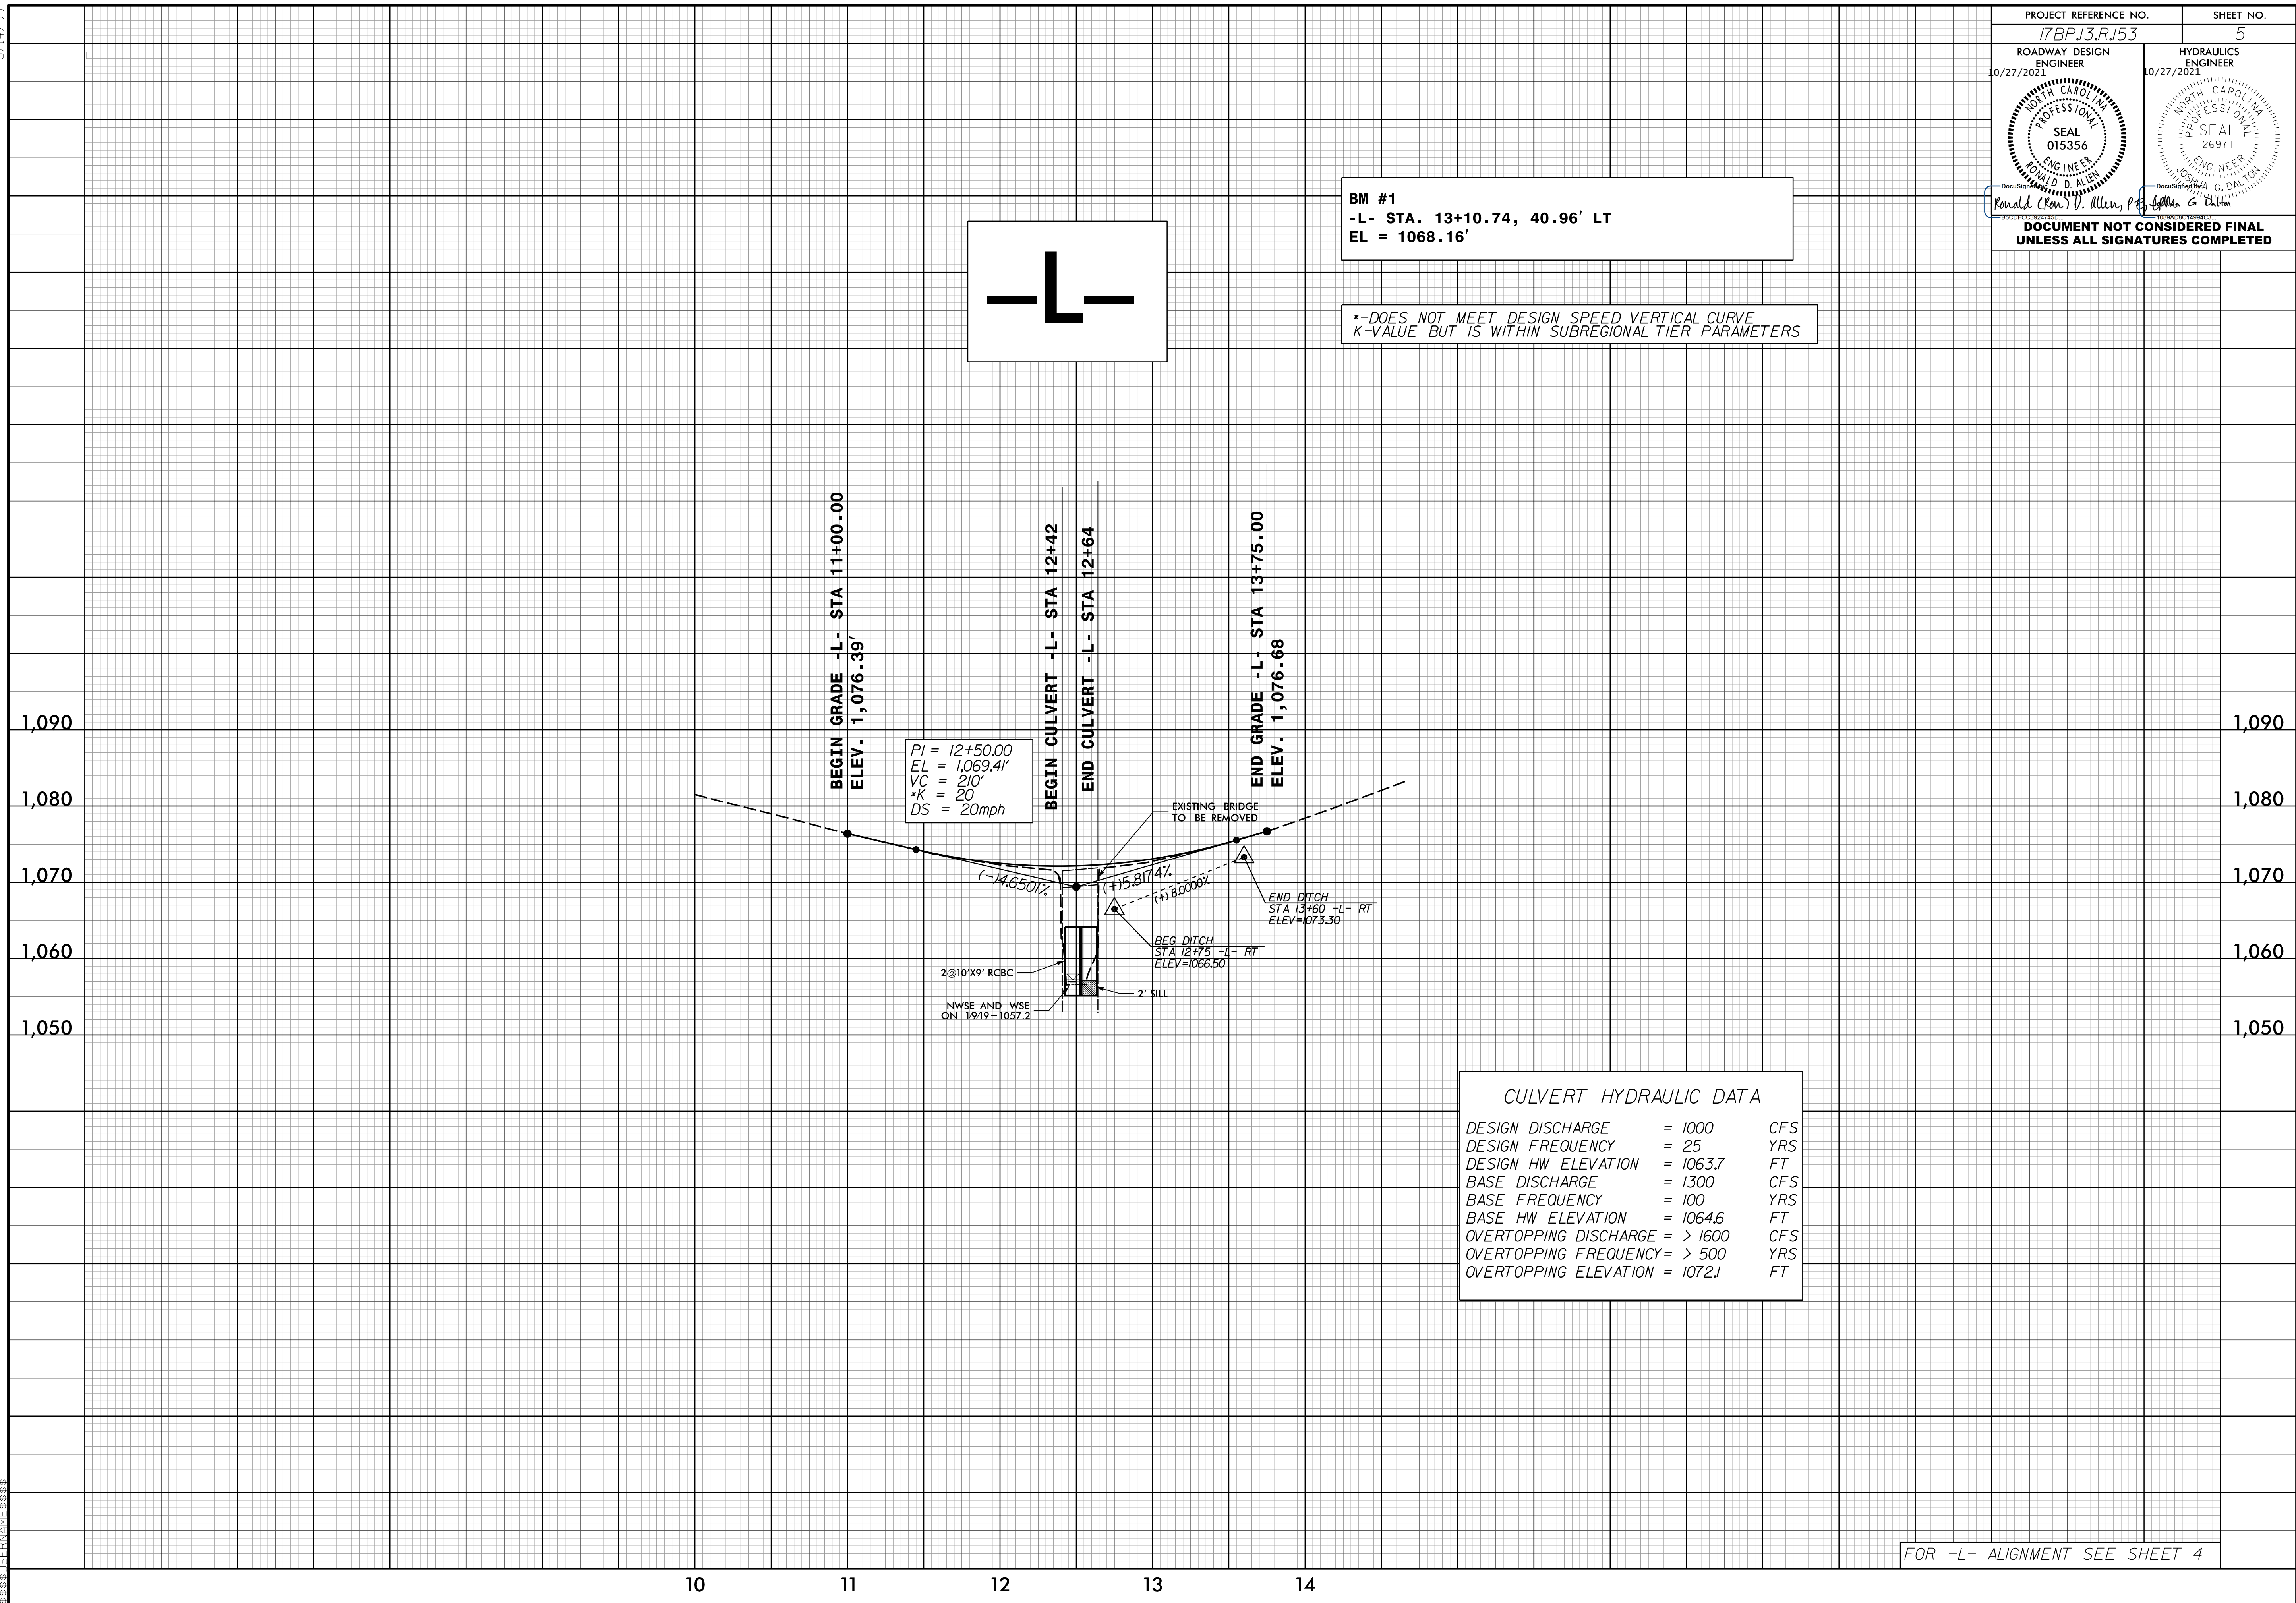 PROJECT REFERENCE NO. SHEET NO.
17BP.13.R.153 5
ROADWAY DESIGN ENGINEER
HYDRAULICS ENGINEER
10/27/2021
10/27/2021
NORTH CAROLINA
PROFESSIONAL
SEAL
015356
ENGINEER
RONALD D. ALLEN
NORTH CAROLINA
PROFESSIONAL
SEAL
26971
ENGINEER
JOSHUA G. DALTON
DocuSigned by:
Ronald (Ron) D. Allen, PE,
DocuSigned by:
G Dalton
DOCUMENT NOT CONSIDERED FINAL
UNLESS ALL SIGNATURES COMPLETED
BM #1
-L- STA. 13+10.74, 40.96' LT
EL = 1068.16'
-L-
*-DOES NOT MEET DESIGN SPEED VERTICAL CURVE
K-VALUE BUT IS WITHIN SUBREGIONAL TIER PARAMETERS
BEGIN GRADE -L- STA 11+00.00
ELEV. 1,076.39'
BEGIN CULVERT -L- STA 12+42
END CULVERT -L- STA 12+64
END GRADE -L- STA 13+75.00
ELEV. 1,076.68
PI = 12+50.00
EL = 1,069.41'
VC = 210'
*K = 20
DS = 20mph
EXISTING BRIDGE
TO BE REMOVED
(-)4.6501%
(+)5.8174%
(+) 8.0000%
END DITCH
STA 13+60 -L- RT
ELEV=1073.30
BEG DITCH
STA 12+75 -L- RT
ELEV=1066.50
2@10'X9' RCBC
2' SILL
NWSE AND WSE
ON 1/9/19=1057.2
1,090 1,090
1,080 1,080
1,070 1,070
1,060 1,060
1,050 1,050
CULVERT HYDRAULIC DATA
DESIGN DISCHARGE = 1000 CFS
DESIGN FREQUENCY = 25 YRS
DESIGN HW ELEVATION = 1063.7 FT
BASE DISCHARGE = 1300 CFS
BASE FREQUENCY = 100 YRS
BASE HW ELEVATION = 1064.6 FT
OVERTOPPING DISCHARGE = > 1600 CFS
OVERTOPPING FREQUENCY= > 500 YRS
OVERTOPPING ELEVATION = 1072.1 FT
FOR -L- ALIGNMENT SEE SHEET 4
10 11 12 13 14